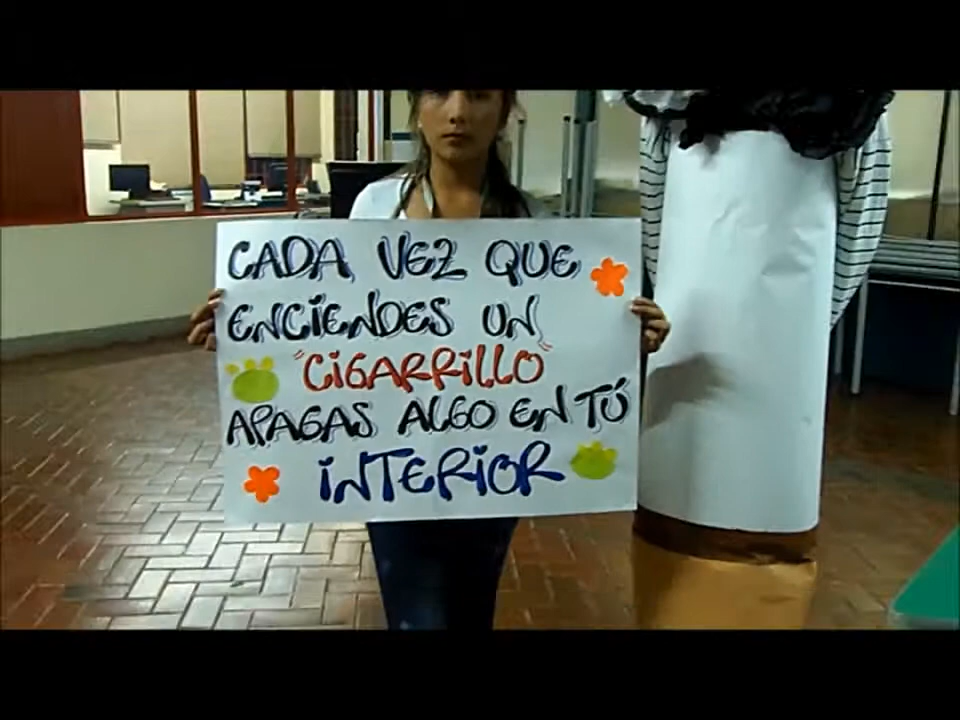 CADA VEZ QUE
ENCIENDES UN
"CIGARRILLO"
APAGAS ALGO EN TÚ
INTERIOR